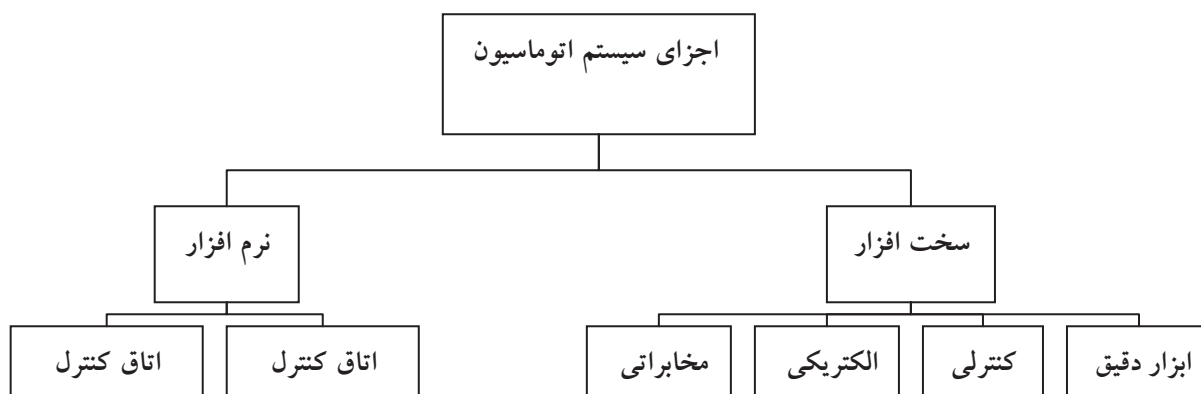 اجزای سیستم اتوماسیون
سخت افزار
نرم افزار
ابزار دقیق
کنترلی
الکتریکی
مخابراتی
اتاق کنترل
اتاق کنترل